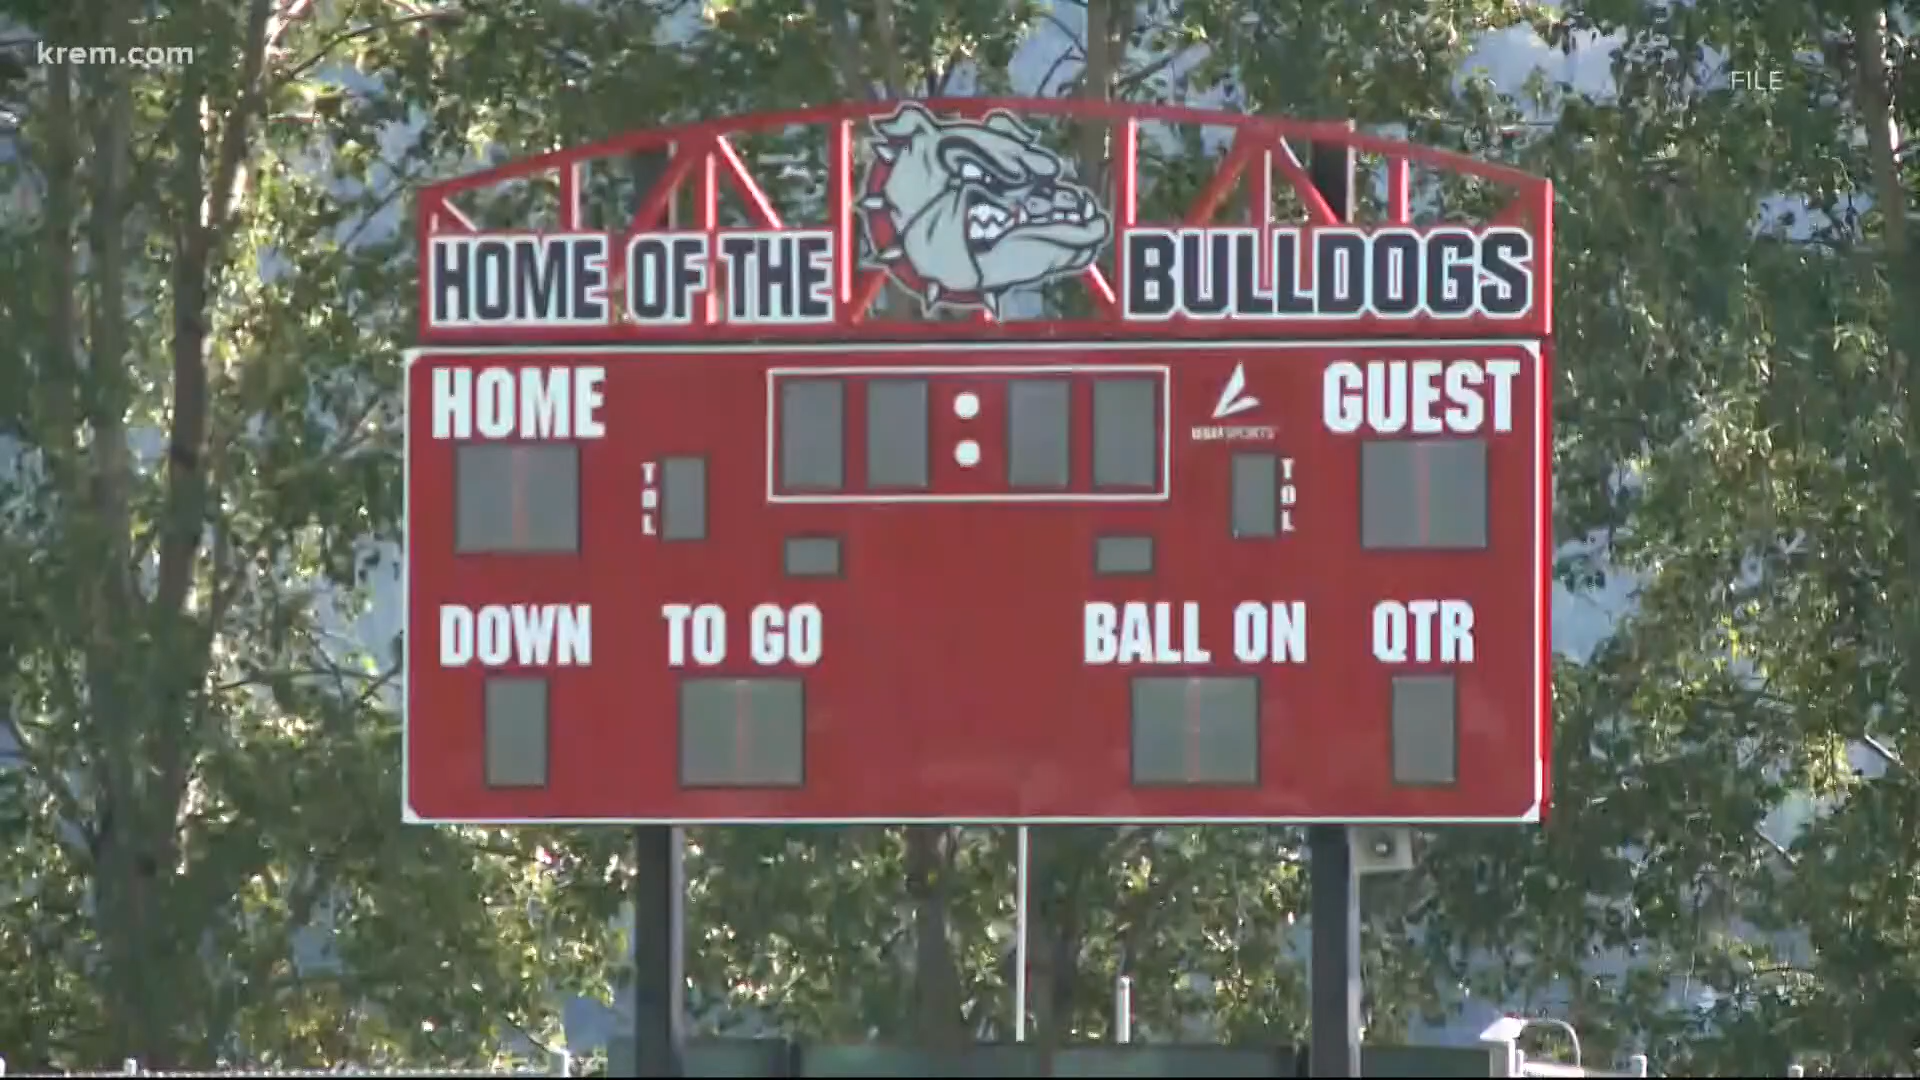 krem.com
FILE
HOME OF THE BULLDOGS
HOME
GUEST
TOL
TOL
DOWN
TO GO
BALL ON
QTR